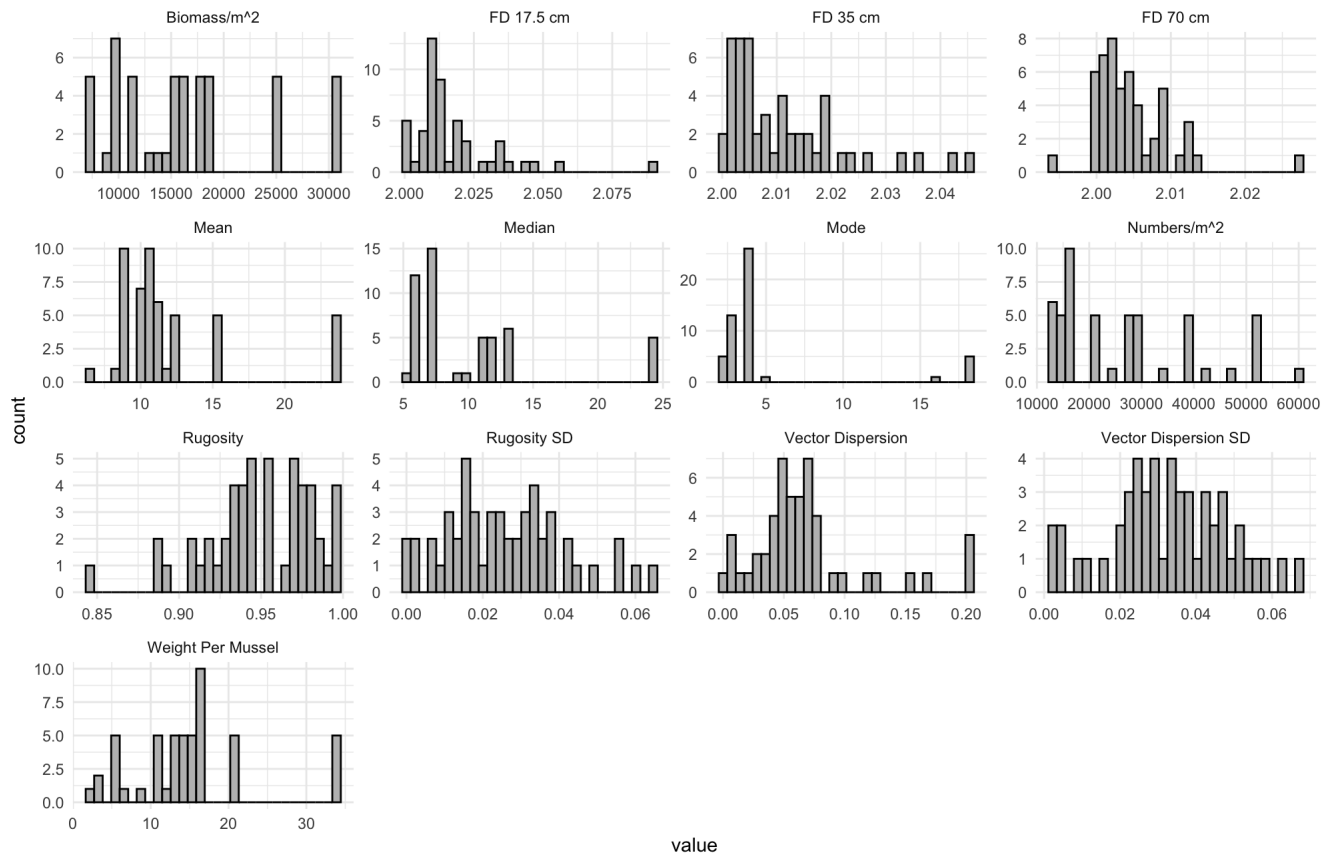 Biomass/m^2 FD 17.5 cm FD 35 cm FD 70 cm
6 4 2 0
10 5 0
6 4 2 0
8 6 4 2 0
10000 15000 20000 25000 30000
2.000 2.025 2.050 2.075
2.00 2.01 2.02 2.03 2.04
2.00 2.01 2.02
Mean Median Mode Numbers/m^2
10.0 7.5 5.0 2.5 0.0
15 10 5 0
20 10 0
10.0 7.5 5.0 2.5 0.0
10 15 20
5 10 15 20 25
5 10 15
10000 20000 30000 40000 50000 60000
count
Rugosity Rugosity SD Vector Dispersion Vector Dispersion SD
5 4 3 2 1 0
5 4 3 2 1 0
6 4 2 0
4 3 2 1 0
0.85 0.90 0.95 1.00
0.00 0.02 0.04 0.06
0.00 0.05 0.10 0.15 0.20
0.00 0.02 0.04 0.06
Weight Per Mussel
10.0 7.5 5.0 2.5 0.0
0 10 20 30
value